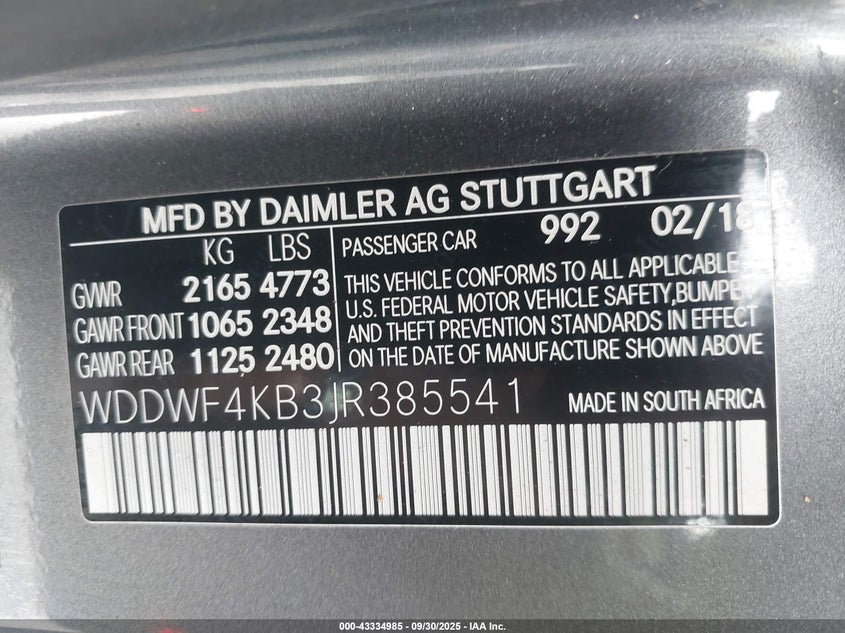 MFD BY DAIMLER AG STUTTGART
KG LBS
GVWR 2165 4773
GAWR FRONT 1065 2348
GAWR REAR 1125 2480
PASSENGER CAR 992 02/18
THIS VEHICLE CONFORMS TO ALL APPLICABLE
U.S. FEDERAL MOTOR VEHICLE SAFETY,BUMPER
AND THEFT PREVENTION STANDARDS IN EFFECT
ON THE DATE OF MANUFACTURE SHOWN ABOVE
WDDWF4KB3JR385541 MADE IN SOUTH AFRICA
000-43334985 - 09/30/2025 - IAA Inc.